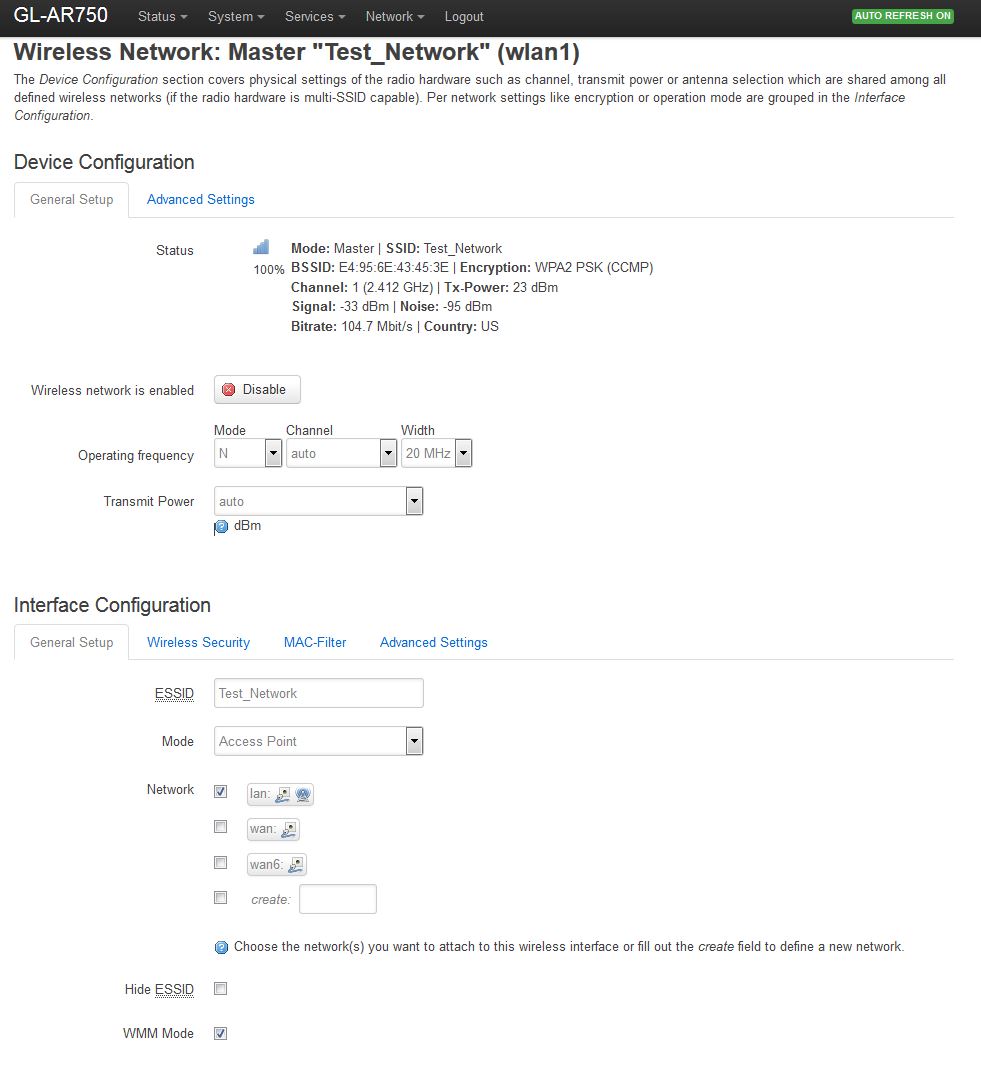 GL-AR750 Status System Services Network Logout AUTO REFRESH ON
Wireless Network: Master "Test_Network" (wlan1)
The Device Configuration section covers physical settings of the radio hardware such as channel, transmit power or antenna selection which are shared among all
defined wireless networks (if the radio hardware is multi-SSID capable). Per network settings like encryption or operation mode are grouped in the Interface
Configuration.
Device Configuration
General Setup Advanced Settings
Status
100%
Mode: Master | SSID: Test_Network
BSSID: E4:95:6E:43:45:3E | Encryption: WPA2 PSK (CCMP)
Channel: 1 (2.412 GHz) | Tx-Power: 23 dBm
Signal: -33 dBm | Noise: -95 dBm
Bitrate: 104.7 Mbit/s | Country: US
Wireless network is enabled Disable
Mode Channel Width
Operating frequency N auto 20 MHz
Transmit Power auto
dBm
Interface Configuration
General Setup Wireless Security MAC-Filter Advanced Settings
ESSID Test_Network
Mode Access Point
Network lan:
wan:
wan6:
create:
Choose the network(s) you want to attach to this wireless interface or fill out the create field to define a new network.
Hide ESSID
WMM Mode